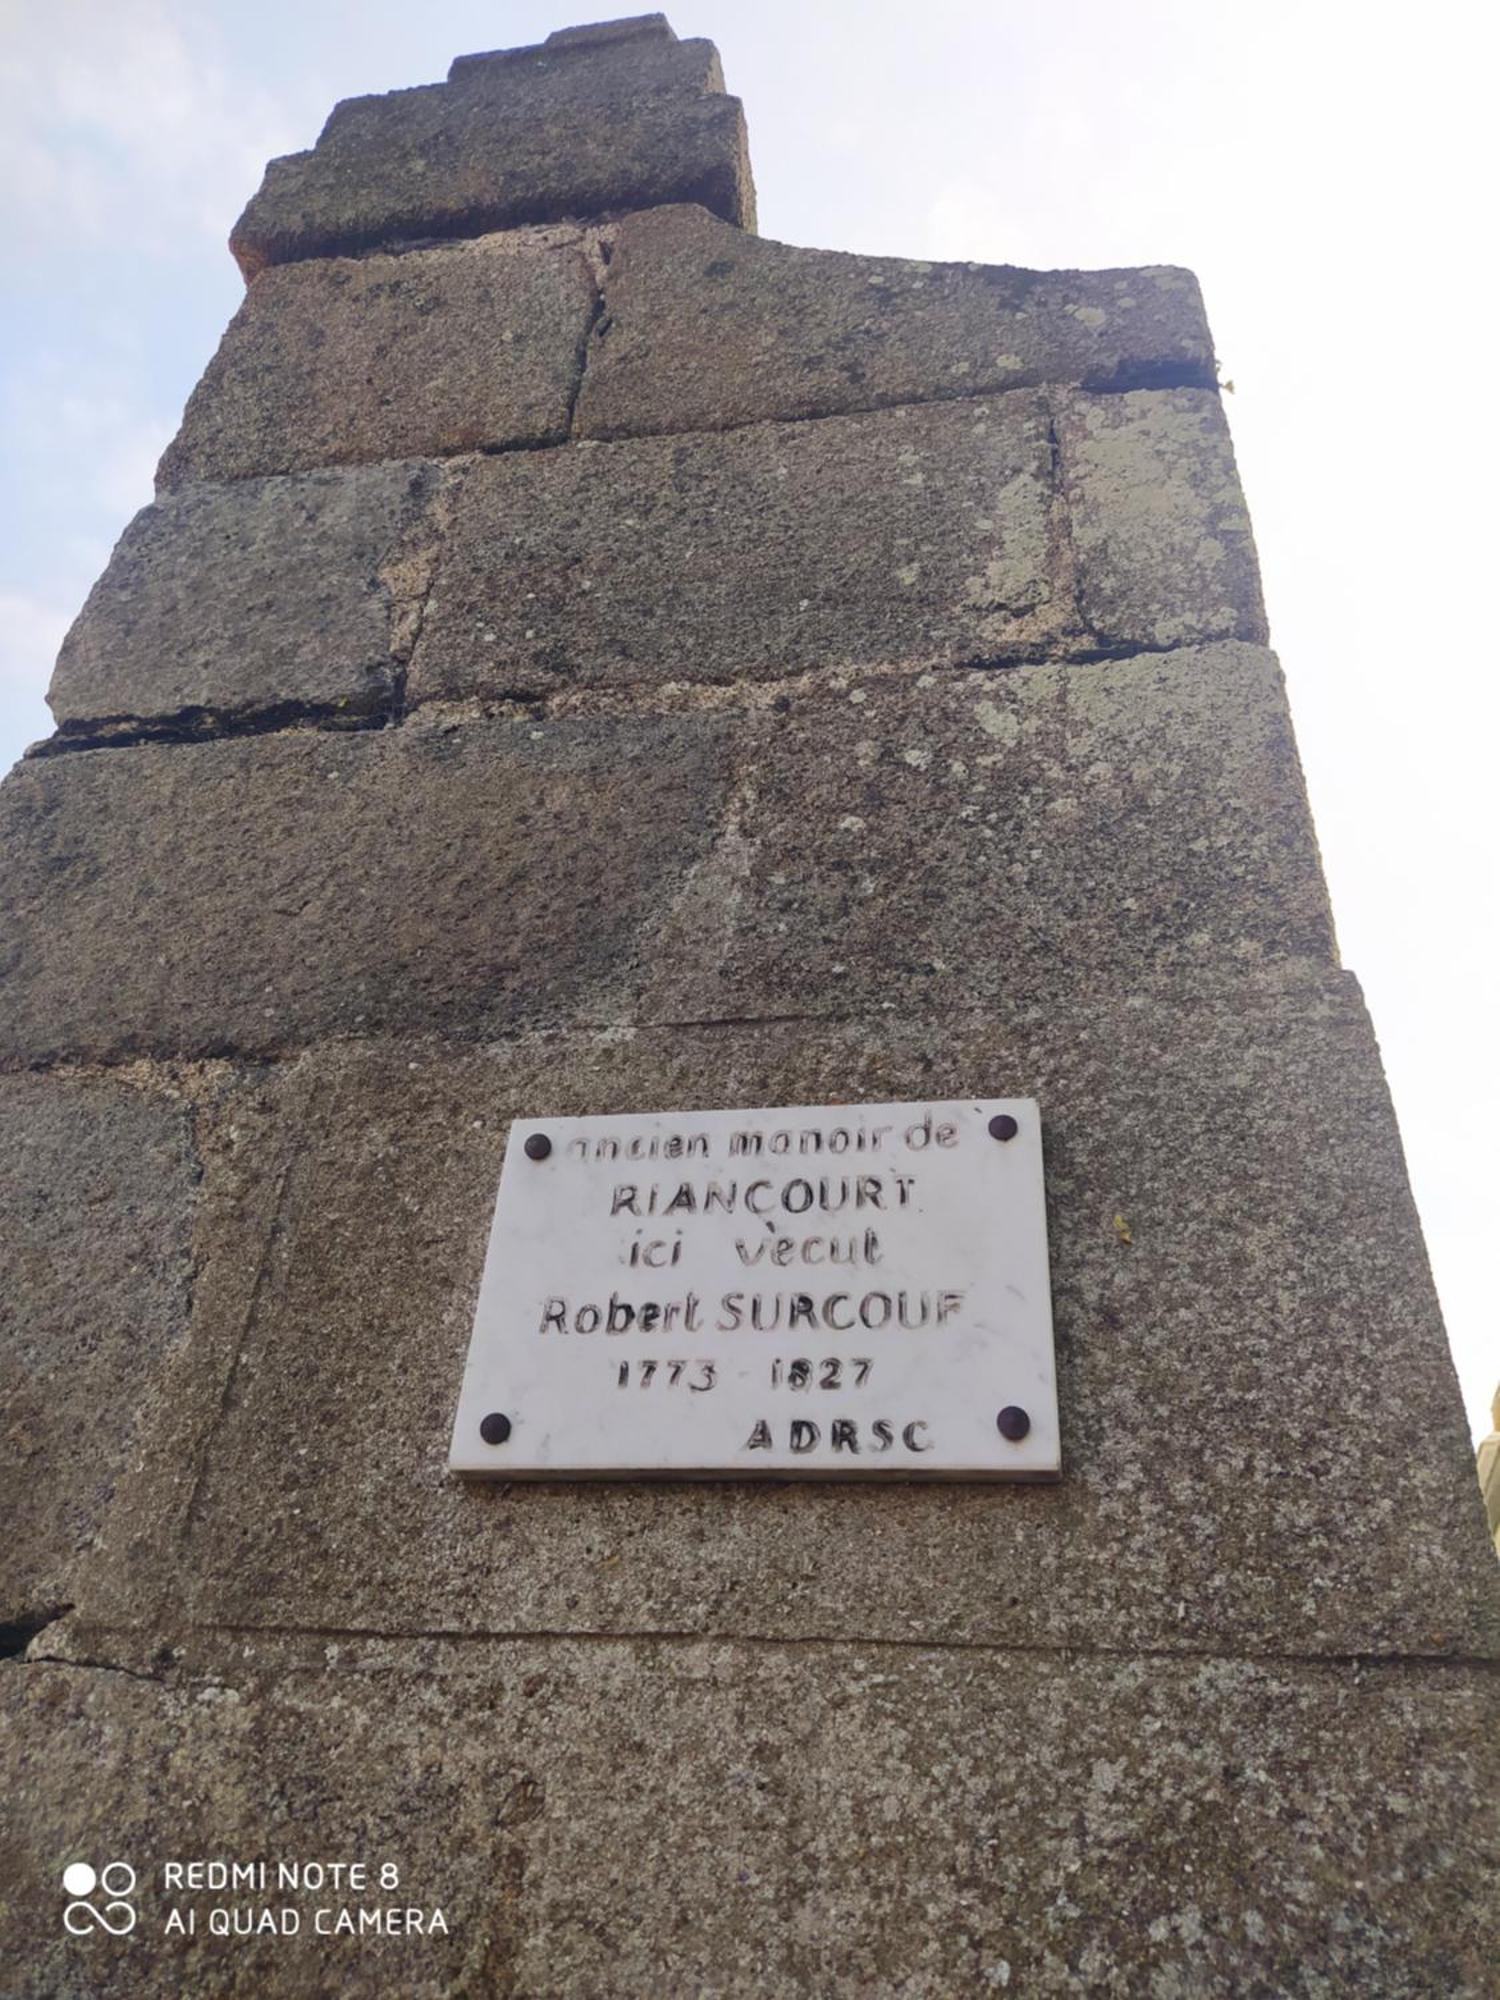 ancien manoir de
RIANCOURT
ici vècut
Robert SURCOUF
1773 - 1827
ADRSC
REDMI NOTE 8
AI QUAD CAMERA